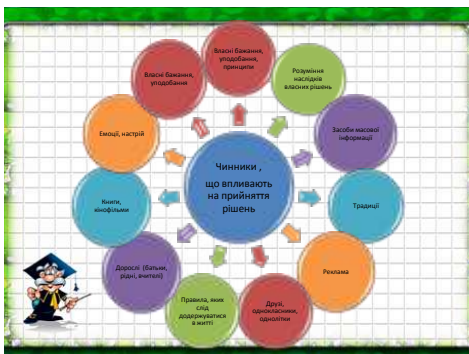 Власні бажання,
уподобання,
принципи
Розуміння
наслідків
власних рішень
Засоби масової
інформації
Традиції
Реклама
Друзі,
однокласники,
однолітки
Правила, яких
слід
додержуватися
в житті
Дорослі (батьки,
рідні, вчителі)
Книги,
кінофільми
Емоції, настрій
Власні бажання,
уподобання
Чинники ,
що впливають
на прийняття
рішень